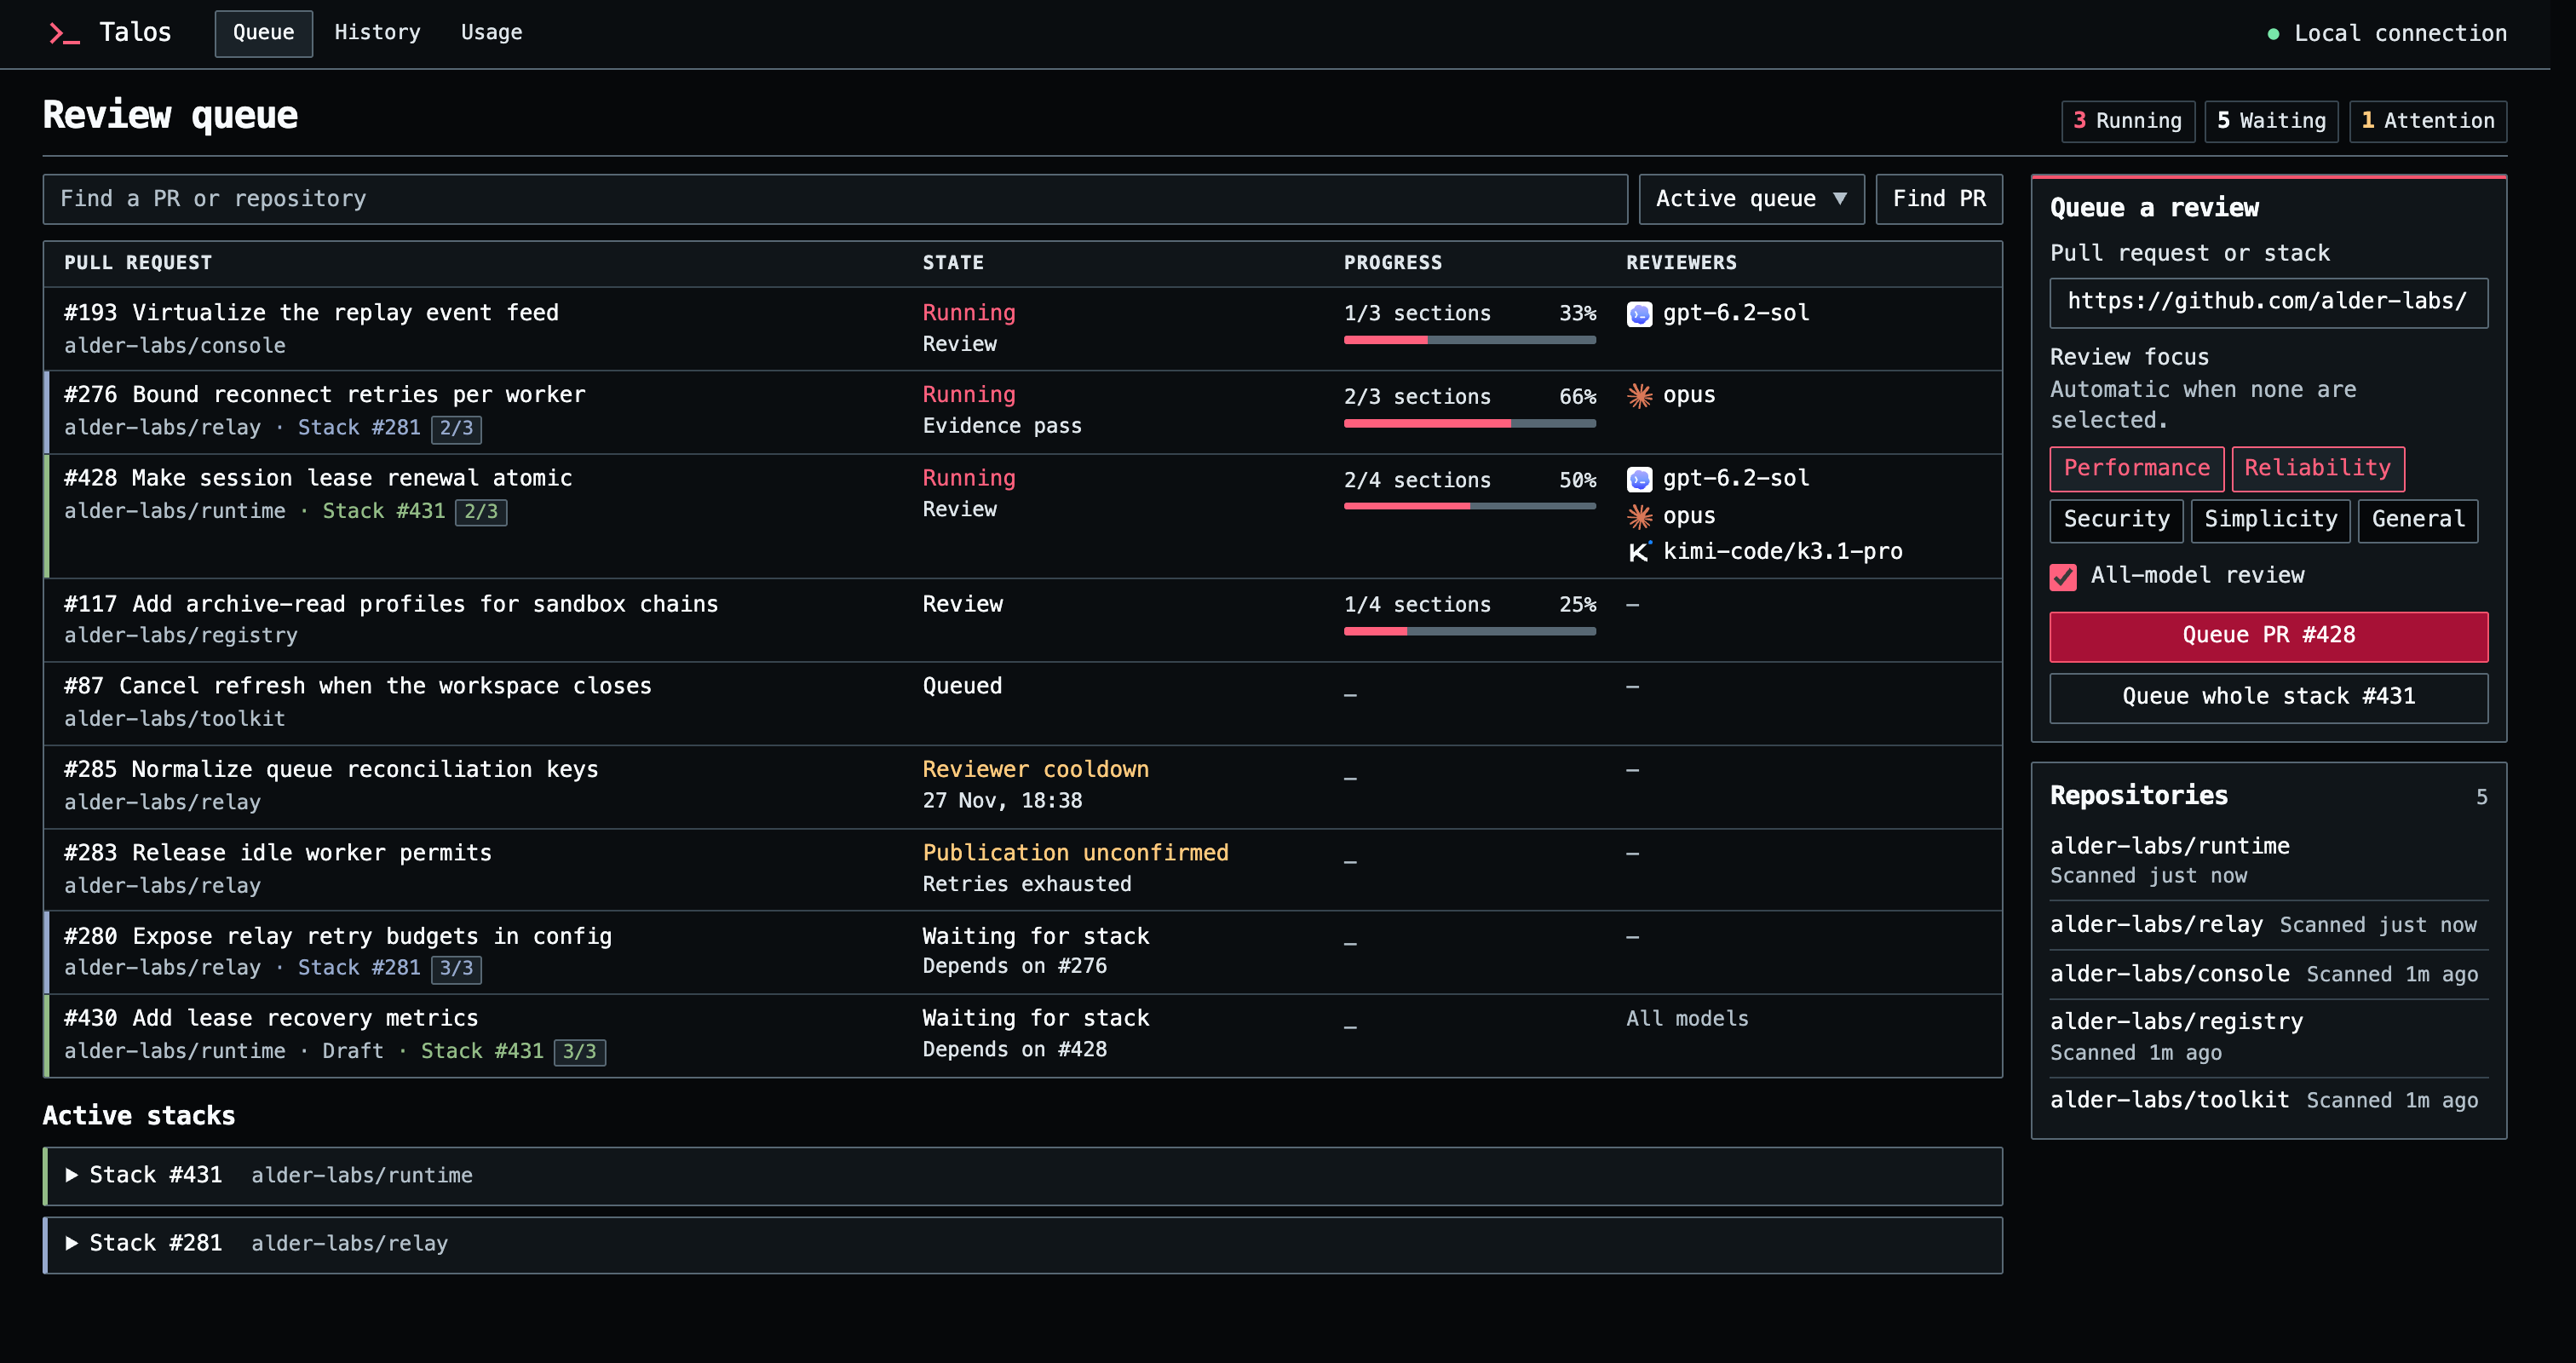 Talos
Queue
History
Usage
Local connection
Review queue
3 Running
5 Waiting
1 Attention
Find a PR or repository
Active queue ▼
Find PR
PULL REQUEST STATE PROGRESS REVIEWERS
#193 Virtualize the replay event feed
alder-labs/console
Running
Review
1/3 sections 33%
gpt-6.2-sol
#276 Bound reconnect retries per worker
alder-labs/relay · Stack #281 2/3
Running
Evidence pass
2/3 sections 66%
opus
#428 Make session lease renewal atomic
alder-labs/runtime · Stack #431 2/3
Running
Review
2/4 sections 50%
gpt-6.2-sol
opus
kimi-code/k3.1-pro
#117 Add archive-read profiles for sandbox chains
alder-labs/registry
Review
1/4 sections 25%
–
#87 Cancel refresh when the workspace closes
alder-labs/toolkit
Queued
–
–
#285 Normalize queue reconciliation keys
alder-labs/relay
Reviewer cooldown
27 Nov, 18:38
–
–
#283 Release idle worker permits
alder-labs/relay
Publication unconfirmed
Retries exhausted
–
–
#280 Expose relay retry budgets in config
alder-labs/relay · Stack #281 3/3
Waiting for stack
Depends on #276
–
–
#430 Add lease recovery metrics
alder-labs/runtime · Draft · Stack #431 3/3
Waiting for stack
Depends on #428
–
All models
Active stacks
▶ Stack #431 alder-labs/runtime
▶ Stack #281 alder-labs/relay
Queue a review
Pull request or stack
https://github.com/alder-labs/
Review focus
Automatic when none are
selected.
Performance
Reliability
Security
Simplicity
General
All-model review
Queue PR #428
Queue whole stack #431
Repositories 5
alder-labs/runtime
Scanned just now
alder-labs/relay Scanned just now
alder-labs/console Scanned 1m ago
alder-labs/registry
Scanned 1m ago
alder-labs/toolkit Scanned 1m ago